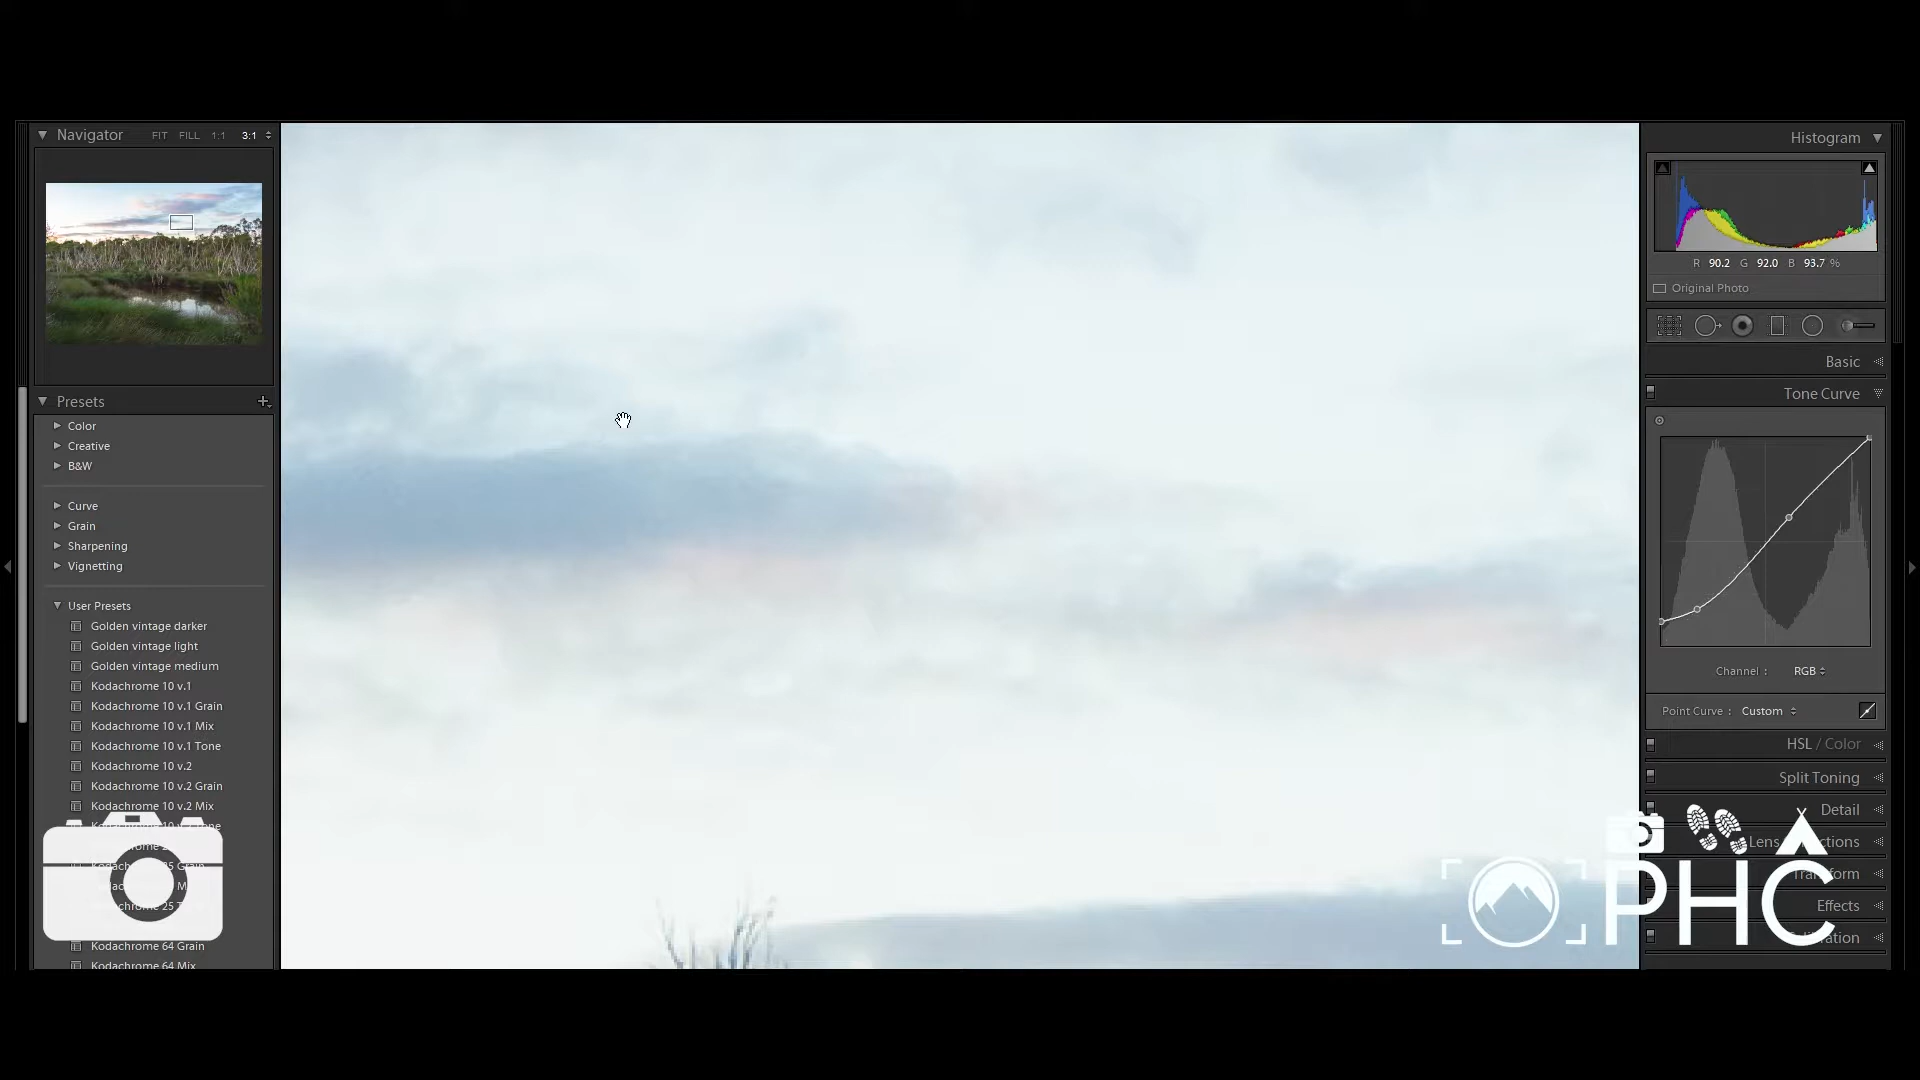 Navigator FIT FILL 1:1 3:1
Presets
Color
Creative
B&W
Curve
Grain
Sharpening
Vignetting
User Presets
Golden vintage darker
Golden vintage light
Golden vintage medium
Kodachrome 10 v.1
Kodachrome 10 v.1 Grain
Kodachrome 10 v.1 Mix
Kodachrome 10 v.1 Tone
Kodachrome 10 v.2
Kodachrome 10 v.2 Grain
Kodachrome 10 v.2 Mix
Kodachrome 64 Grain
Kodachrome 64 Mix
Histogram
R 90.2 G 92.0 B 93.7 %
Original Photo
Basic
Tone Curve
Channel : RGB
Point Curve : Custom
HSL / Color
Split Toning
Detail
Effects
PHC